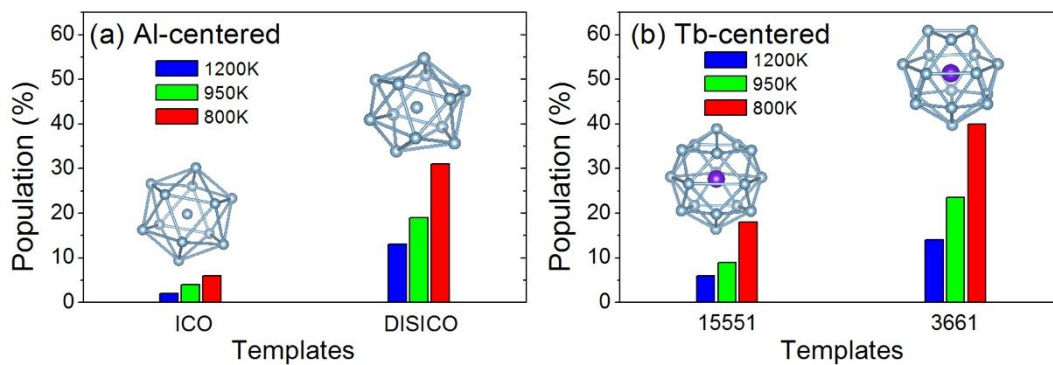 (a) Al-centered
1200K
950K
800K
Population (%)
60
50
40
30
20
10
0
ICO
DISICO
Templates
(b) Tb-centered
1200K
950K
800K
Population (%)
60
50
40
30
20
10
0
15551
3661
Templates